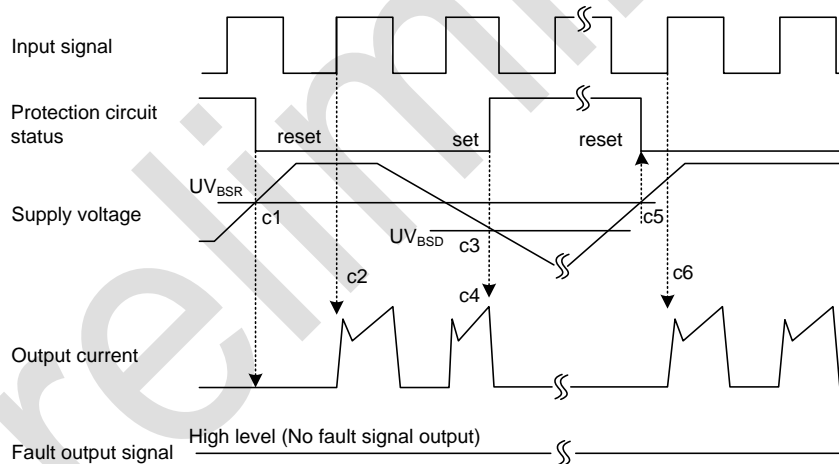 Input signal
Protection circuit
status
reset
set
reset
UVBSR
Supply voltage
c1
c5
UVBSD
c3
c2
c4
c6
Output current
High level (No fault signal output)
Fault output signal